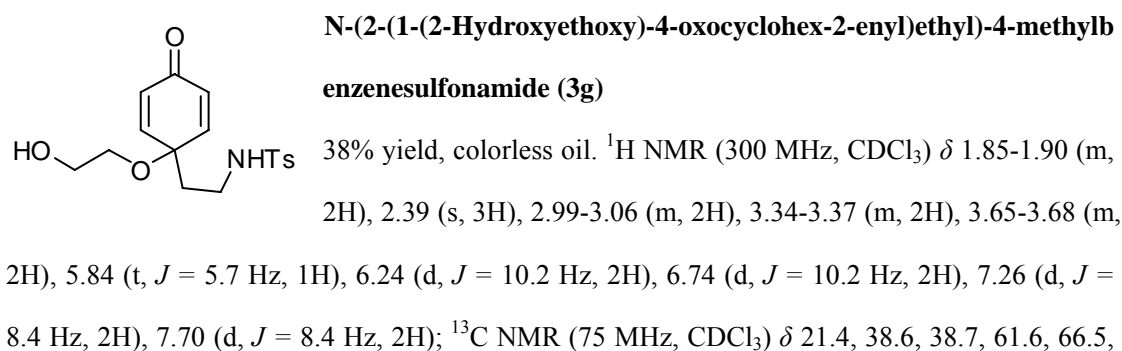 O
HO
O
NHTs
N-(2-(1-(2-Hydroxyethoxy)-4-oxocyclohex-2-enyl)ethyl)-4-methylb
enzenesulfonamide (3g)
38% yield, colorless oil. ¹H NMR (300 MHz, CDCl₃) δ 1.85-1.90 (m,
2H), 2.39 (s, 3H), 2.99-3.06 (m, 2H), 3.34-3.37 (m, 2H), 3.65-3.68 (m,
2H), 5.84 (t, J = 5.7 Hz, 1H), 6.24 (d, J = 10.2 Hz, 2H), 6.74 (d, J = 10.2 Hz, 2H), 7.26 (d, J =
8.4 Hz, 2H), 7.70 (d, J = 8.4 Hz, 2H); ¹³C NMR (75 MHz, CDCl₃) δ 21.4, 38.6, 38.7, 61.6, 66.5,